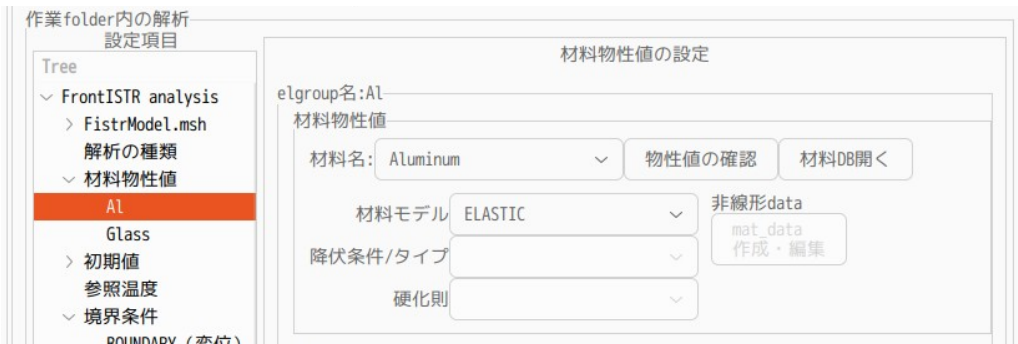 作業folder内の解析
設定項目
Tree
FrontISTR analysis
FistrModel.msh
解析の種類
材料物性値
Al
Glass
初期値
参照温度
境界条件
BOUNDARY (変位)
材料物性値の設定
elgroup名:Al
材料物性値
材料名: Aluminum 物性値の確認 材料DB開く
材料モデル ELASTIC
非線形data
mat_data
作成・編集
降伏条件/タイプ
硬化則